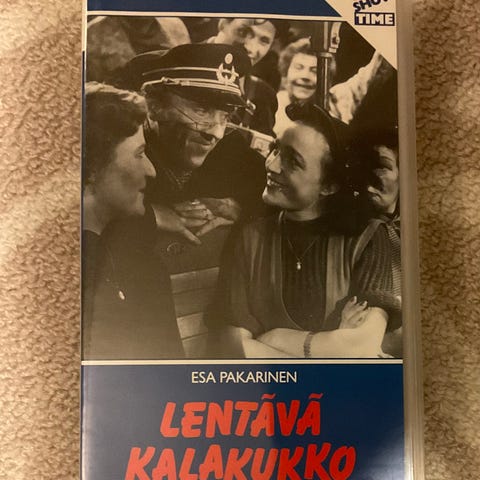 SHOW
TIME
ESA PAKARINEN
LENTÄVÄ
KALAKUKKO